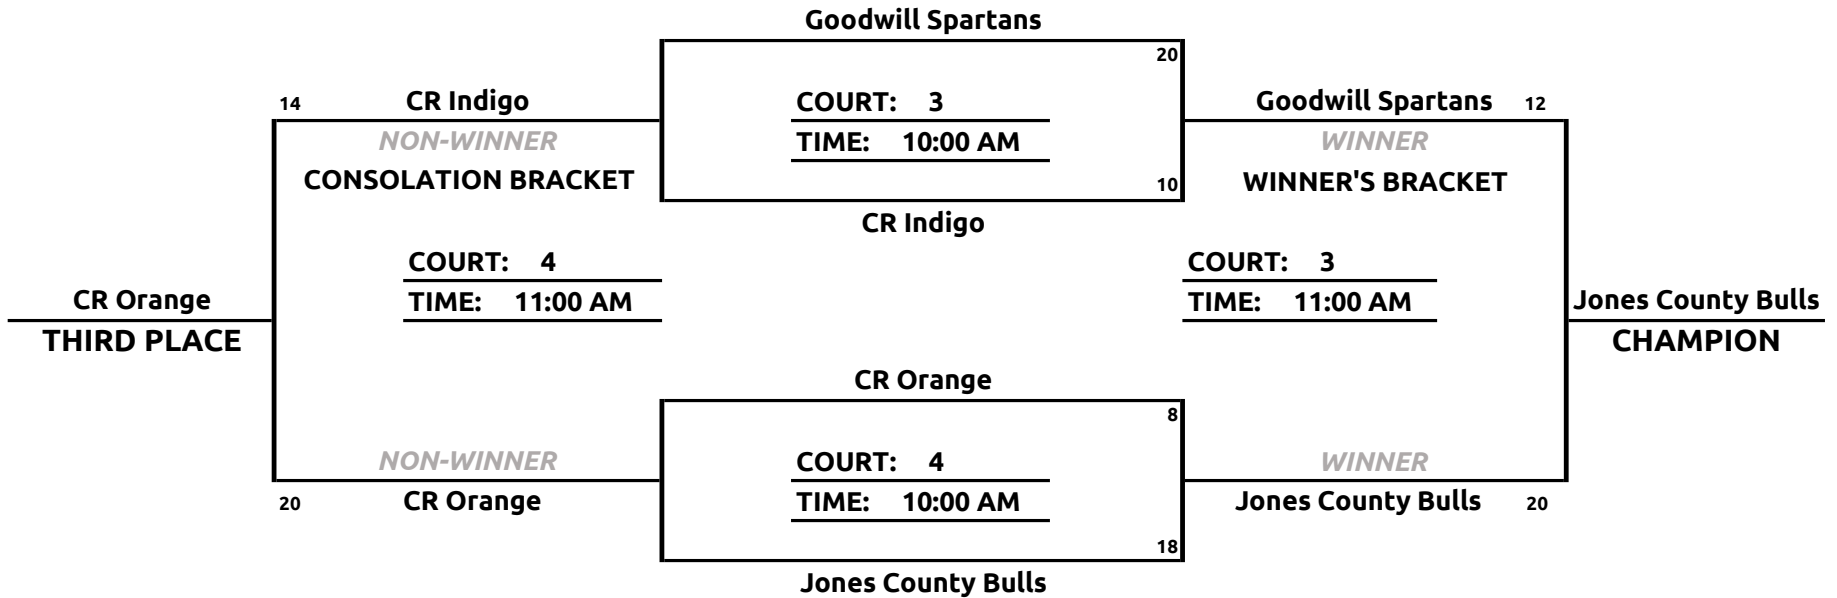 Goodwill Spartans
20
14 CR Indigo COURT: 3 Goodwill Spartans 12
NON-WINNER TIME: 10:00 AM WINNER
CONSOLATION BRACKET 10 WINNER'S BRACKET
CR Indigo
COURT: 4 COURT: 3
CR Orange TIME: 11:00 AM TIME: 11:00 AM Jones County Bulls
THIRD PLACE CHAMPION
CR Orange
8
NON-WINNER COURT: 4 WINNER
20 CR Orange TIME: 10:00 AM Jones County Bulls 20
18
Jones County Bulls